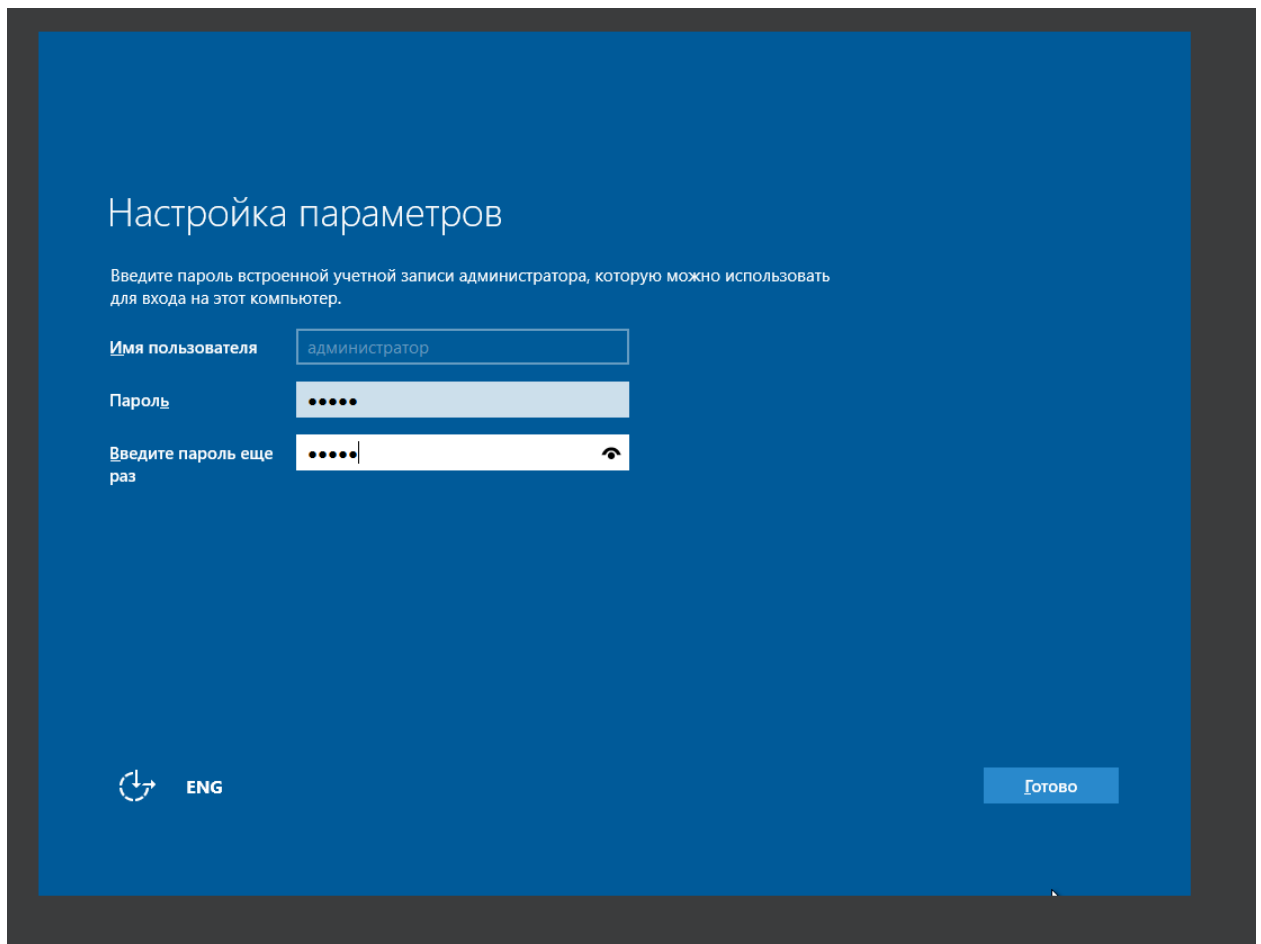 Настройка параметров
Введите пароль встроенной учетной записи администратора, которую можно использовать
для входа на этот компьютер.
Имя пользователя
администратор
Пароль
•••••
Введите пароль еще
раз
•••••
ENG
Готово